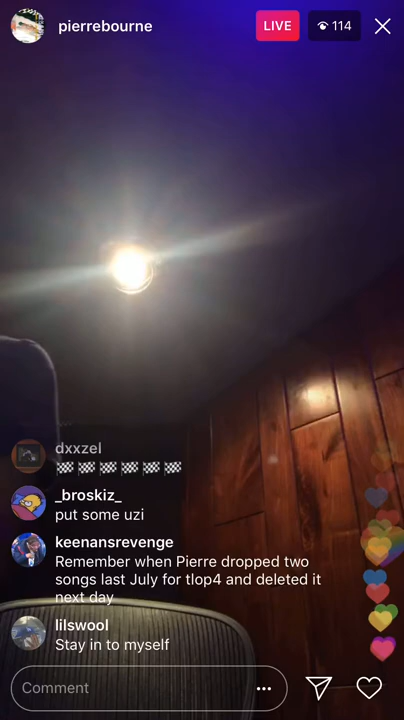 pierrebourne
LIVE
114
dxxzel
_broskiz_
put some uzi
keenansrevenge
Remember when Pierre dropped two
songs last July for tlop4 and deleted it
next day
lilswool
Stay in to myself
Comment